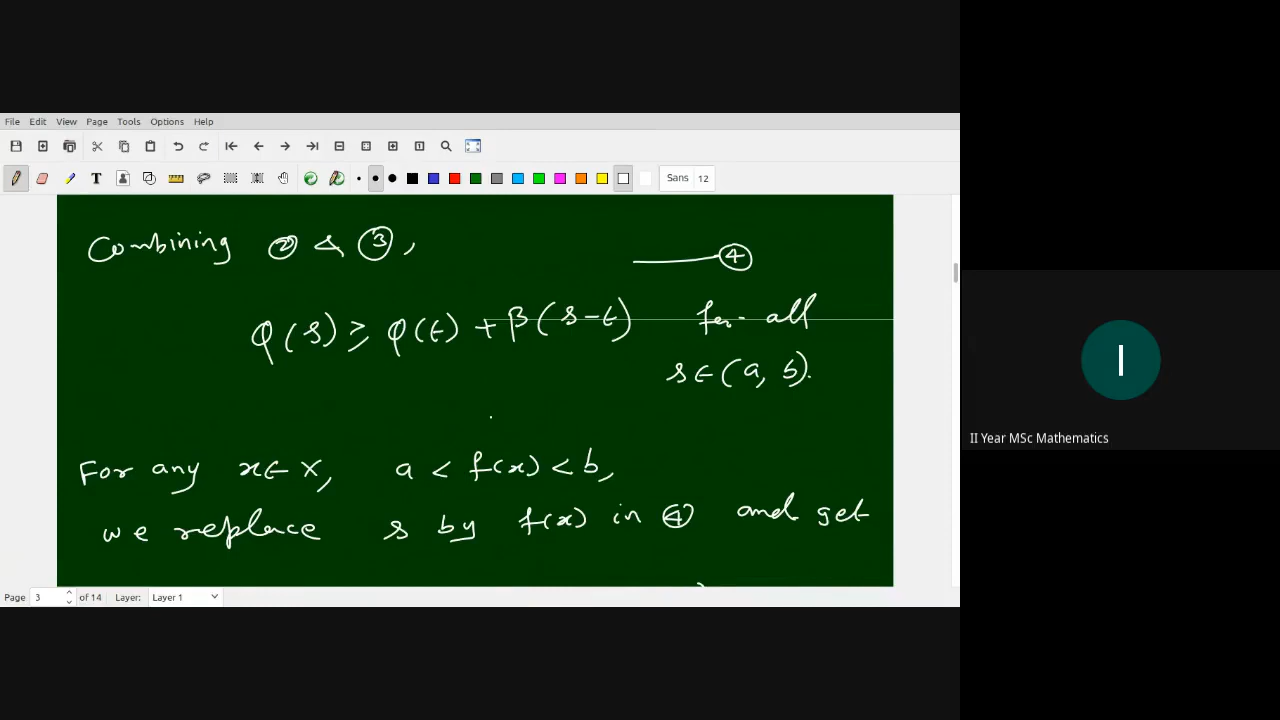 File Edit View Page Tools Options Help
T Sans 12
Combining ② & ③,
④
φ(s) ≥ φ(t) + β(s-t) for all
s ∈ (a, b).
For any x ∈ X, a < f(x) < b,
we replace s by f(x) in ④ and get
Page 3 of 14 Layer: Layer 1
I
II Year MSc Mathematics